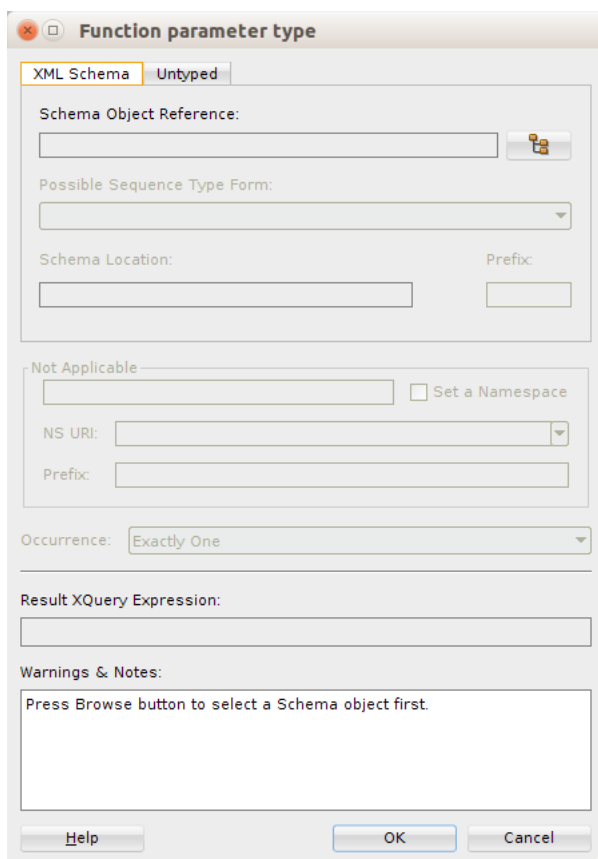 Function parameter type
XML Schema Untyped
Schema Object Reference:
Possible Sequence Type Form:
Schema Location: Prefix:
Not Applicable
Set a Namespace
NS URI:
Prefix:
Occurrence: Exactly One
Result XQuery Expression:
Warnings & Notes:
Press Browse button to select a Schema object first.
Help OK Cancel